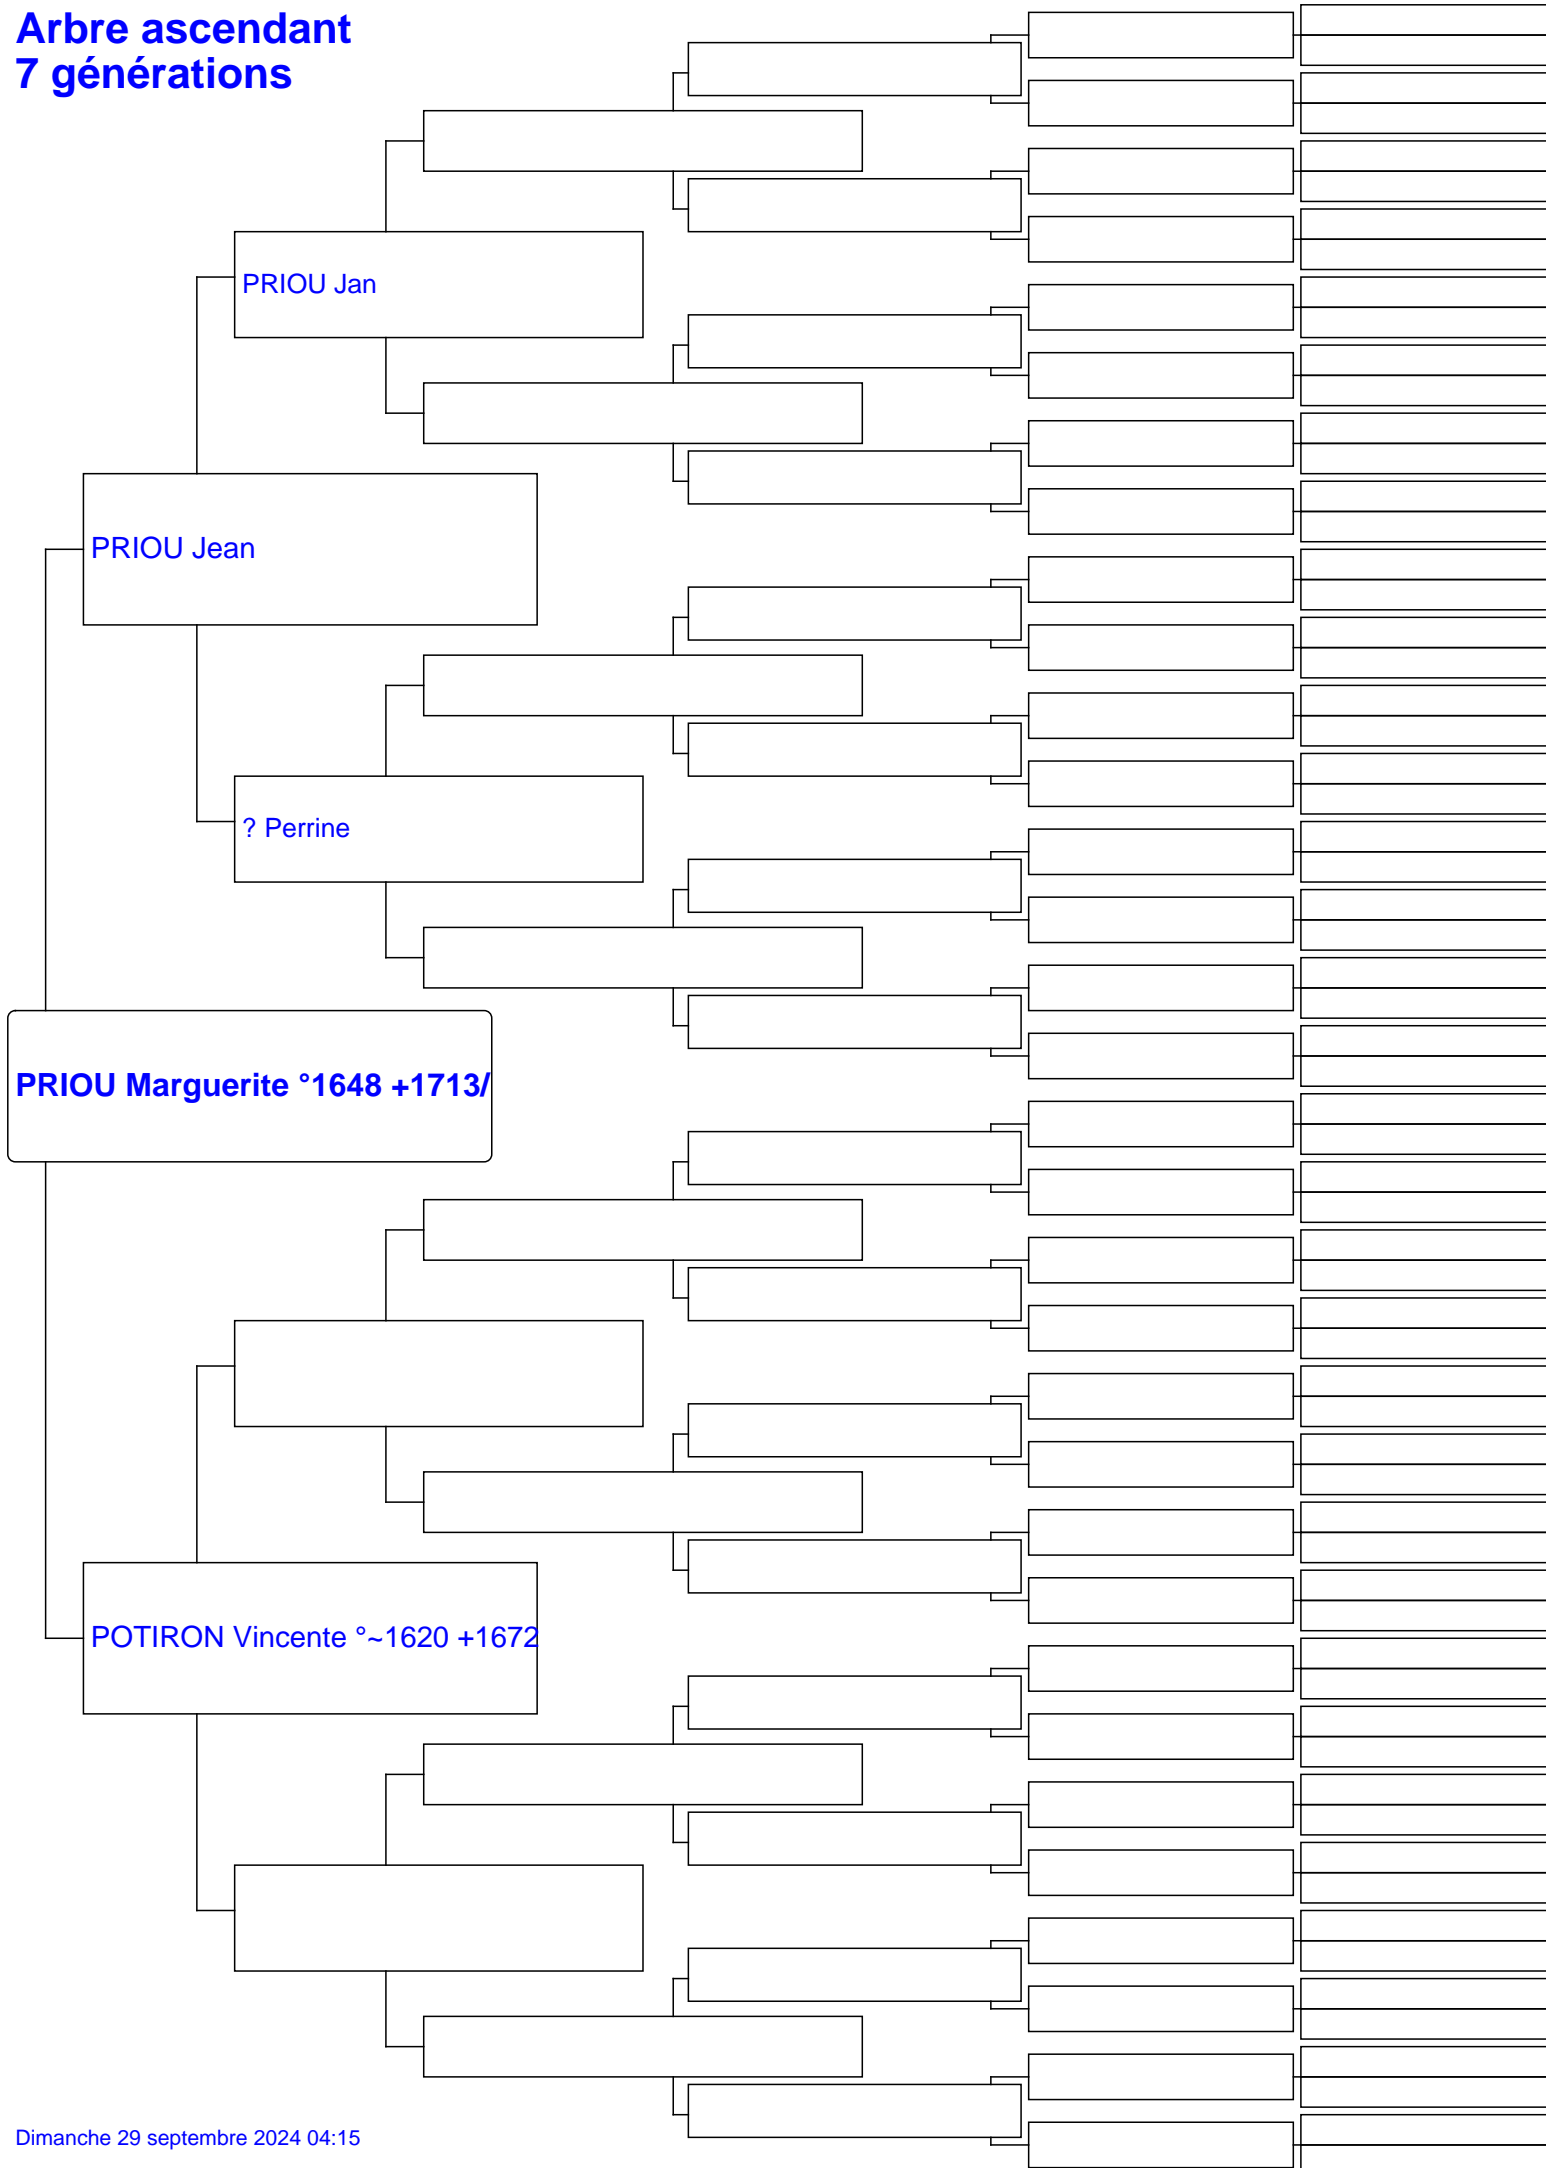 Arbre ascendant
7 générations
PRIOU Jan
PRIOU Jean
? Perrine
PRIOU Marguerite °1648 +1713/
POTIRON Vincente °~1620 +1672
Dimanche 29 septembre 2024 04:15